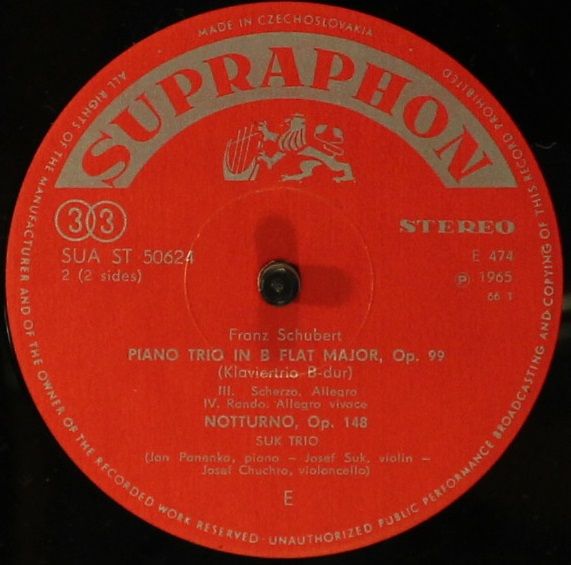 MADE IN CZECHOSLOVAKIA
ALL RIGHTS OF THE MANUFACTURER AND OF THE OWNER OF THE RECORDED WORK RESERVED · UNAUTHORIZED PUBLIC PERFORMANCE BROADCASTING AND COPYING OF THIS RECORD PROHIBITED
SUPRAPHON
33
STEREO
SUA ST 50624
E 474
2 (2 sides)
℗ 1965
66 1
Franz Schubert
PIANO TRIO IN B FLAT MAJOR, Op. 99
(Klaviertrio B-dur)
III. Scherzo. Allegro
IV. Rondo. Allegro vivace
NOTTURNO, Op. 148
SUK TRIO
(Jan Panenka, piano – Josef Suk, violin –
Josef Chuchro, violoncello)
E